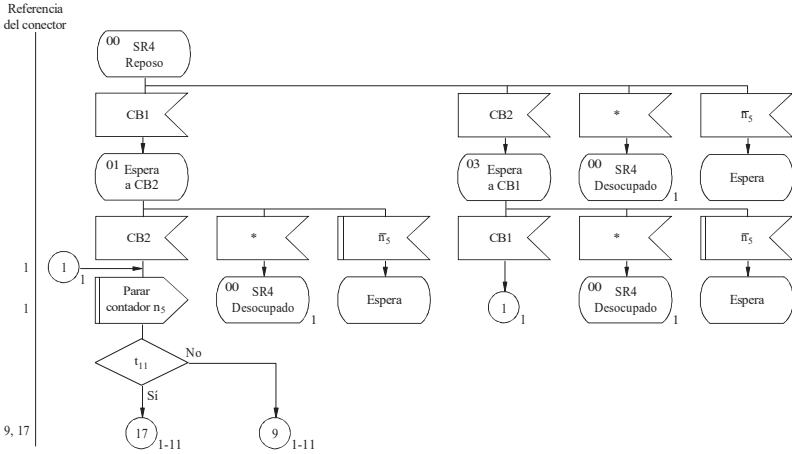 Referencia
del conector
00
SR4
Reposo
CB1
CB2
*
n̅₅
01
Espera
a CB2
03
Espera
a CB1
00
SR4
Desocupado
1
Espera
CB2
*
n̅₅
CB1
*
n̅₅
1
1
1
00
SR4
Desocupado
1
Espera
1
1
00
SR4
Desocupado
1
Espera
1
Parar
contador n₅
t₁₁
No
Sí
9, 17
17
1-11
9
1-11